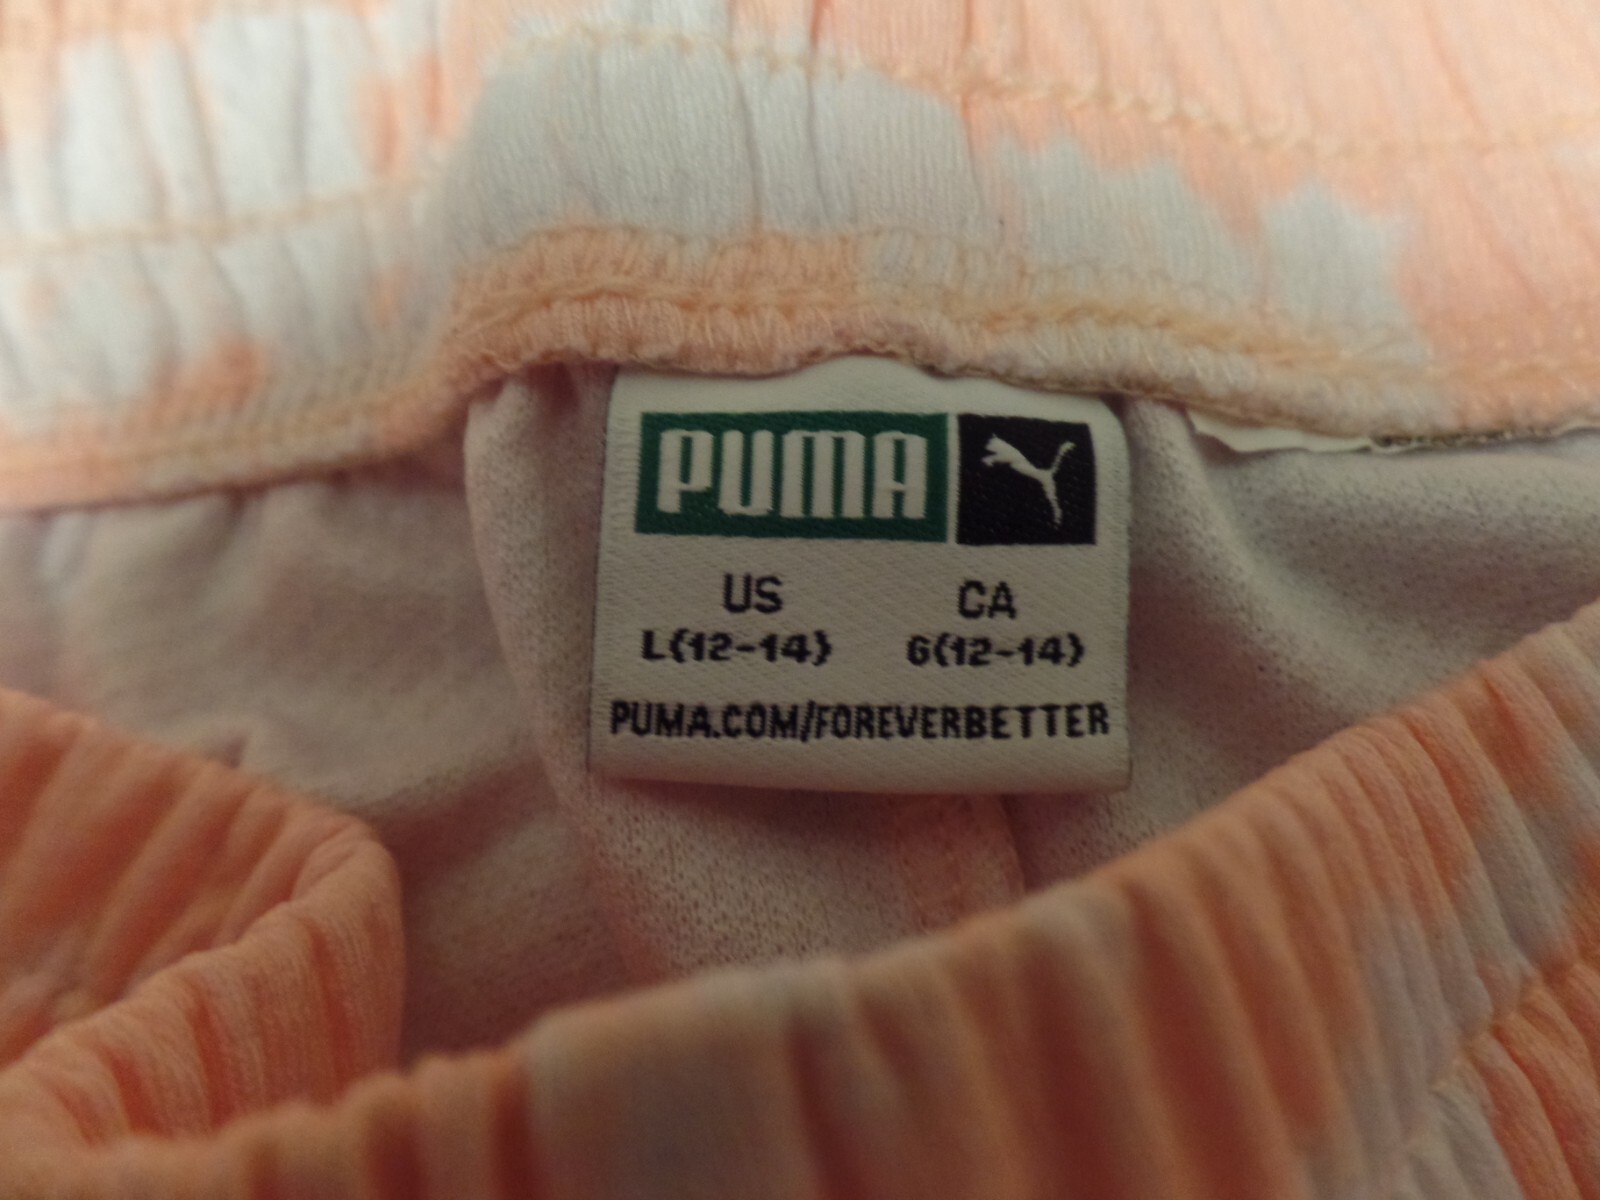 PUMA
US CA
L(12-14) G(12-14)
PUMA.COM/FOREVERBETTER